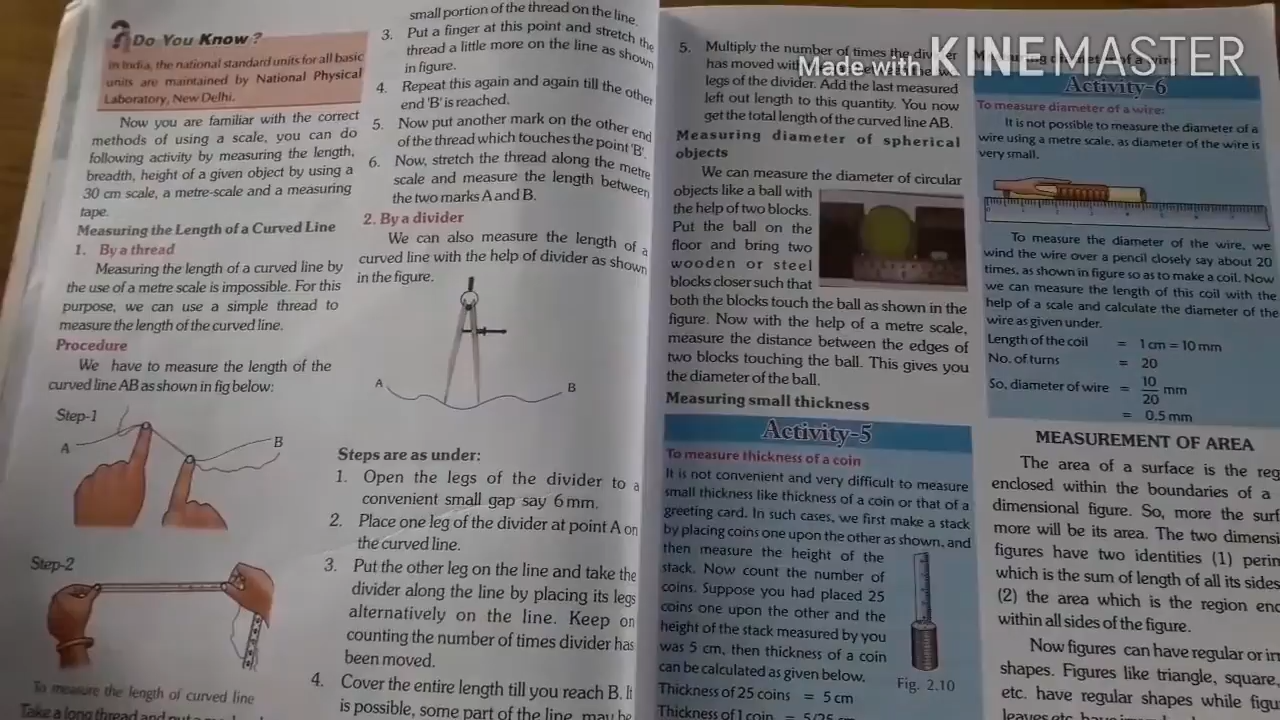 Do You Know ?
In India, the national standard units for all basic
units are maintained by National Physical
Laboratory, New Delhi.
Now you are familiar with the correct
methods of using a scale, you can do
following activity by measuring the length,
breadth, height of a given object by using a
30 cm scale, a metre-scale and a measuring
tape.
Measuring the Length of a Curved Line
1. By a thread
Measuring the length of a curved line by
the use of a metre scale is impossible. For this
purpose, we can use a simple thread to
measure the length of the curved line.
Procedure
We have to measure the length of the
curved line AB as shown in fig below:
Step-1
A
B
Step-2
To measure the length of curved line
Take a long thread and put a
small portion of the thread on the line.
3. Put a finger at this point and stretch the
thread a little more on the line as shown
in figure.
4. Repeat this again and again till the other
end 'B' is reached.
5. Now put another mark on the other end
of the thread which touches the point 'B'.
6. Now, stretch the thread along the metre
scale and measure the length between
the two marks A and B.
2. By a divider
We can also measure the length of a
curved line with the help of divider as shown
in the figure.
A
B
Steps are as under:
1. Open the legs of the divider to a
convenient small gap say 6 mm.
2. Place one leg of the divider at point A on
the curved line.
3. Put the other leg on the line and take the
divider along the line by placing its legs
alternatively on the line. Keep on
counting the number of times divider has
been moved.
4. Cover the entire length till you reach B. It
is possible, some part of the line, may be
5. Multiply the number of times the divider
has moved with
legs of the divider. Add the last measured
left out length to this quantity. You now
get the total length of the curved line AB.
Measuring diameter of spherical
objects
We can measure the diameter of circular
objects like a ball with
the help of two blocks.
Put the ball on the
floor and bring two
wooden or steel
blocks closer such that
both the blocks touch the ball as shown in the
figure. Now with the help of a metre scale,
measure the distance between the edges of
two blocks touching the ball. This gives you
the diameter of the ball.
Measuring small thickness
Activity-5
To measure thickness of a coin
It is not convenient and very difficult to measure
small thickness like thickness of a coin or that of a
greeting card. In such cases, we first make a stack
by placing coins one upon the other as shown, and
then measure the height of the
stack. Now count the number of
coins. Suppose you had placed 25
coins one upon the other and the
height of the stack measured by you
was 5 cm, then thickness of a coin
can be calculated as given below.
Fig. 2.10
Thickness of 25 coins = 5 cm
Thickness of 1 coin = 5/25 cm
Made with KINEMASTER
of a wire
Activity-6
To measure diameter of a wire:
It is not possible to measure the diameter of a
wire using a metre scale, as diameter of the wire is
very small.
To measure the diameter of the wire, we
wind the wire over a pencil closely say about 20
times, as shown in figure so as to make a coil. Now
we can measure the length of this coil with the
help of a scale and calculate the diameter of the
wire as given under.
Length of the coil = 1 cm = 10 mm
No. of turns = 20
So, diameter of wire = 10/20 mm
= 0.5 mm
MEASUREMENT OF AREA
The area of a surface is the reg
enclosed within the boundaries of a
dimensional figure. So, more the surf
more will be its area. The two dimensi
figures have two identities (1) perin
which is the sum of length of all its sides
(2) the area which is the region enc
within all sides of the figure.
Now figures can have regular or in
shapes. Figures like triangle, square,
etc. have regular shapes while figu
leaves etc.